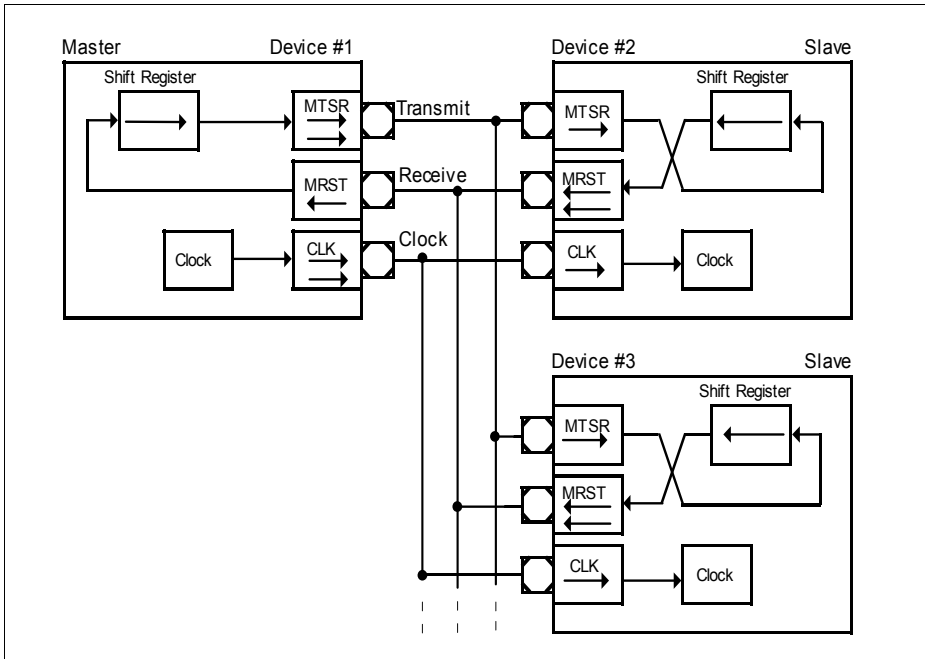 Master Device #1
Shift Register
MTSR
Transmit
MRST
Receive
Clock
CLK
Clock
Device #2 Slave
Shift Register
MTSR
MRST
CLK
Clock
Device #3 Slave
Shift Register
MTSR
MRST
CLK
Clock